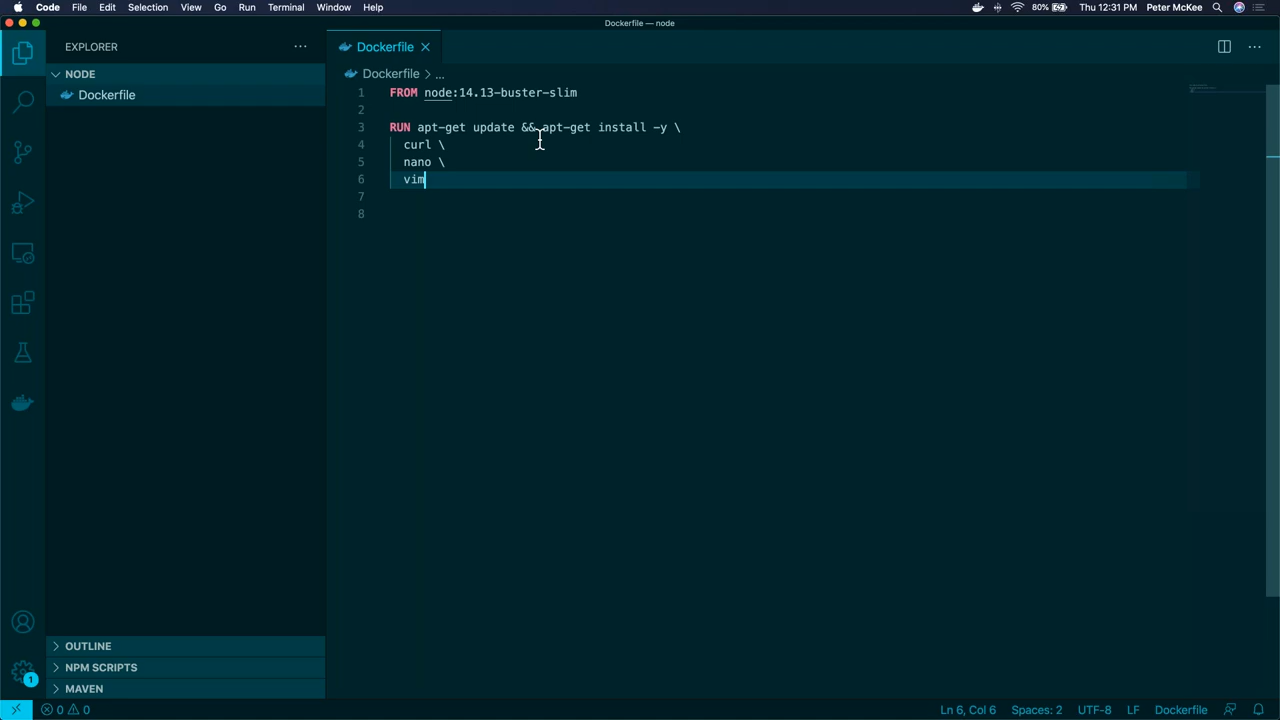 Code File Edit Selection View Go Run Terminal Window Help 80% Thu 12:31 PM Peter McKee
Dockerfile — node
EXPLORER
Dockerfile
NODE
Dockerfile
Dockerfile > ...
1 FROM node:14.13-buster-slim
2
3 RUN apt-get update && apt-get install -y \
4 curl \
5 nano \
6 vim
7
8
OUTLINE
NPM SCRIPTS
MAVEN
1
0 0 Ln 6, Col 6 Spaces: 2 UTF-8 LF Dockerfile